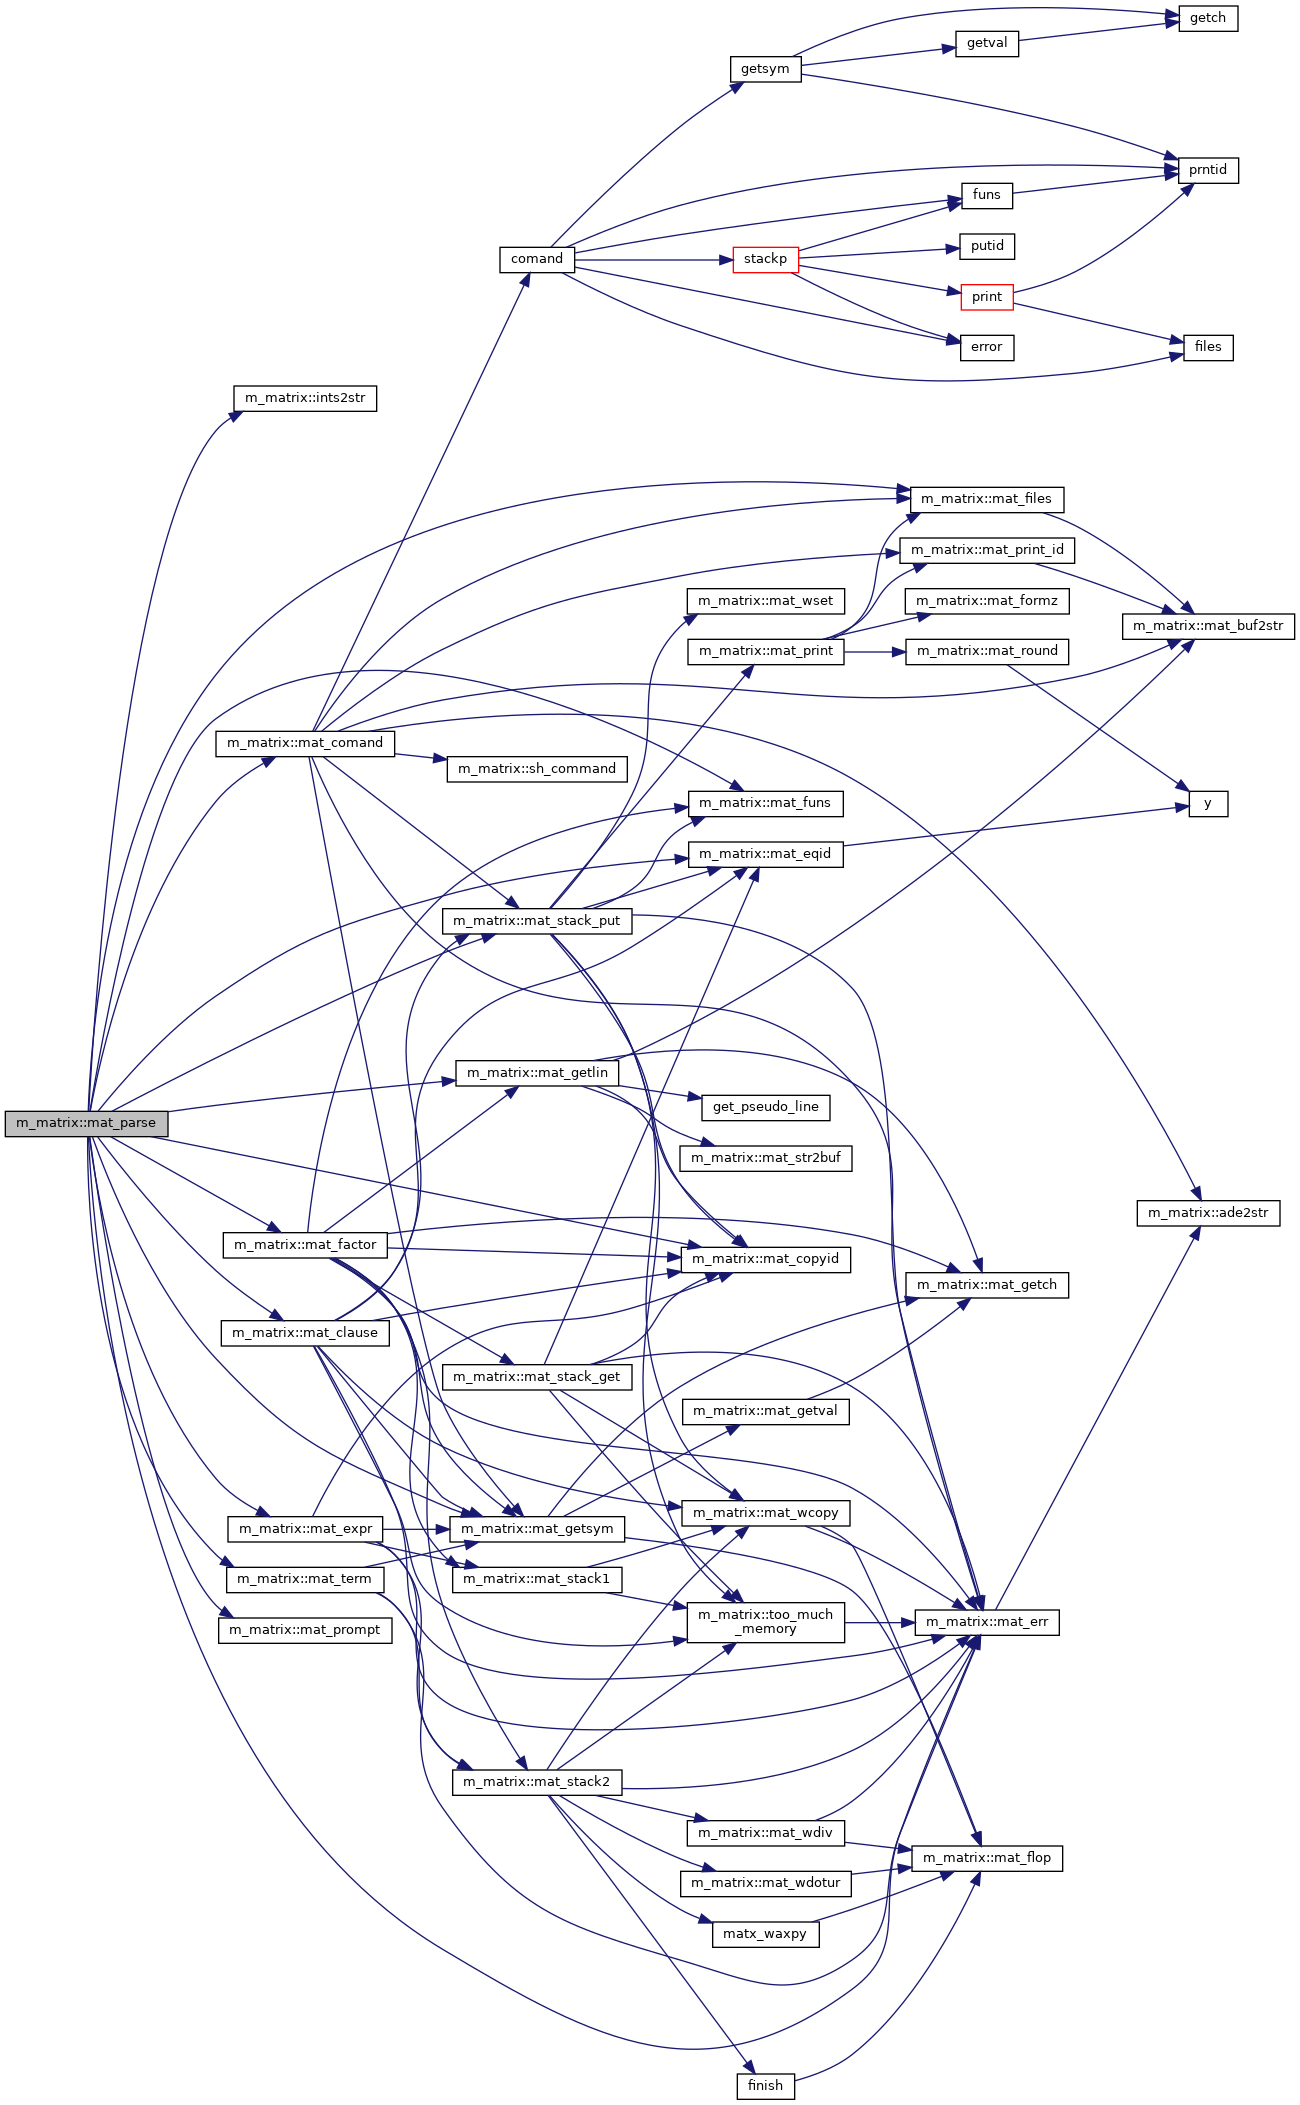 getch
getval
getsym
prntid
funs
putid
comand
stackp
print
error
files
m_matrix::ints2str
m_matrix::mat_files
m_matrix::mat_print_id
m_matrix::mat_wset
m_matrix::mat_formz
m_matrix::mat_buf2str
m_matrix::mat_print
m_matrix::mat_round
m_matrix::mat_comand
m_matrix::sh_command
m_matrix::mat_funs
y
m_matrix::mat_eqid
m_matrix::mat_stack_put
m_matrix::mat_getlin
get_pseudo_line
m_matrix::mat_parse
m_matrix::mat_str2buf
m_matrix::ade2str
m_matrix::mat_factor
m_matrix::mat_copyid
m_matrix::mat_getch
m_matrix::mat_clause
m_matrix::mat_stack_get
m_matrix::mat_getval
m_matrix::mat_wcopy
m_matrix::mat_expr
m_matrix::mat_getsym
m_matrix::mat_term
m_matrix::mat_stack1
m_matrix::too_much
_memory
m_matrix::mat_err
m_matrix::mat_prompt
m_matrix::mat_stack2
m_matrix::mat_wdiv
m_matrix::mat_flop
m_matrix::mat_wdotur
matx_waxpy
finish